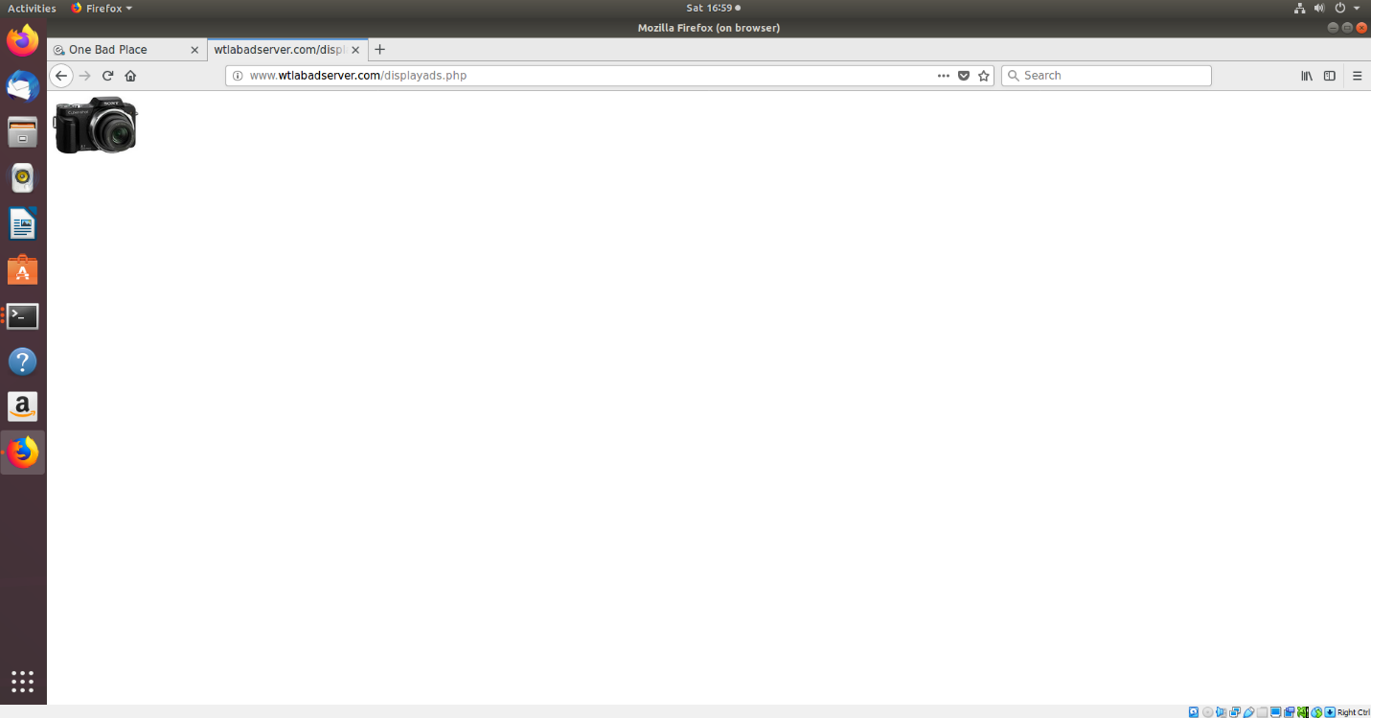 Activities Firefox Sat 16:59
Mozilla Firefox (on browser)
One Bad Place wtlabadserver.com/displ
www.wtlabadserver.com/displayads.php Search
SONY
Right Ctrl